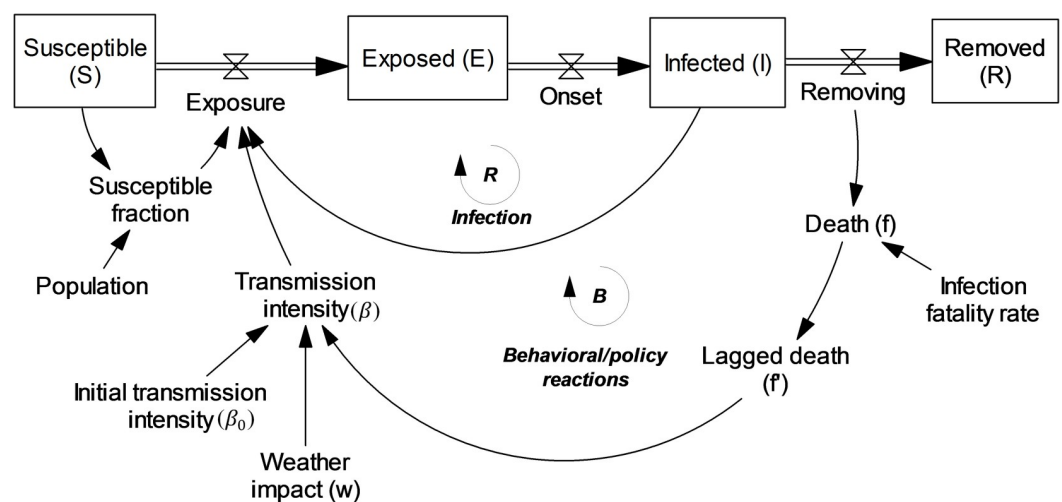 Susceptible
(S)
Exposed (E)
Infected (I)
Removed
(R)
Exposure
Onset
Removing
R
Infection
Susceptible
fraction
Death (f)
Population
Transmission
intensity(β)
B
Infection
fatality rate
Behavioral/policy
reactions
Lagged death
(f')
Initial transmission
intensity(β₀)
Weather
impact (w)